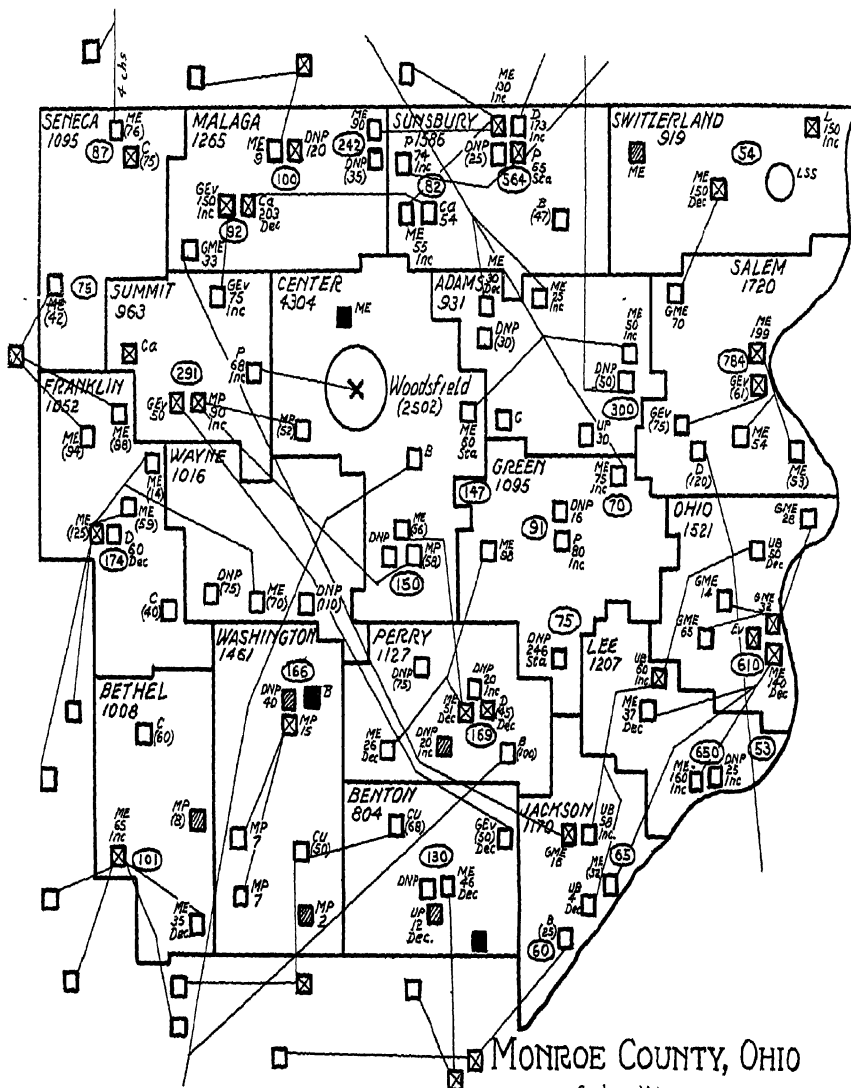 4 chs
SENECA
1095
ME
(76)
C
(75)
87
ME
(42)
75
MALAGA
1265
ME
9
DNP
120
100
242
ME
90
DNP
(35)
GEv
150
Inc
Ca
203
Dec
92
GME
33
SUNSBURY
1586
P
74
Inc
ME
130
Inc
D
173
Inc
DNP
(25)
P
65
Sta
564
82
ME
55
Inc
Ca
54
B
(47)
SWITZERLAND
919
ME
54
L
150
Inc
LSS
ME
150
Dec
SUMMIT
963
GEv
75
Inc
Ca
291
P
68
Inc
GEv
50
MP
90
Inc
CENTER
4304
ME
Woodsfield
(2502)
MP
(52)
B
ME
60
Sta
147
ME
(66)
DNP
MP
(58)
150
ADAMS
931
ME
30
Dec
DNP
(30)
ME
25
Inc
ME
50
Inc
DNP
(50)
300
C
UP
30
SALEM
1720
GME
70
ME
199
784
GEv
(61)
GEv
(75)
D
(120)
ME
54
ME
(53)
FRANKLIN
1052
ME
(94)
ME
(88)
ME
(14)
ME
(59)
ME
(125)
D
60
Dec
174
C
(40)
WAYNE
1016
DNP
(75)
ME
(70)
DNP
(110)
GREEN
1095
ME
75
Inc
70
DNP
16
91
P
80
Inc
ME
98
75
DNP
246
Sta
OHIO
1521
GME
28
UB
50
Dec
GME
14
GME
32
GME
65
Ev
610
ME
140
Dec
LEE
1207
UB
60
Inc
ME
37
Dec
650
53
ME
160
Inc
DNP
25
Inc
BETHEL
1008
C
(60)
MP
(8)
ME
65
Inc
101
ME
35
Dec
WASHINGTON
1461
166
DNP
40
B
MP
15
MP
7
MP
7
CU
(50)
MP
2
PERRY
1127
DNP
(75)
DNP
20
Inc
ME
51
Dec
D
(45)
Dec
169
ME
26
Dec
DNP
20
Inc
B
(100)
BENTON
804
CU
(68)
GEv
(50)
Dec
130
DNP
ME
46
Dec
UP
12
Dec.
JACKSON
1170
GME
18
UB
58
Inc.
65
ME
(32)
UB
4
Dec
B
(25)
60
MONROE COUNTY, OHIO